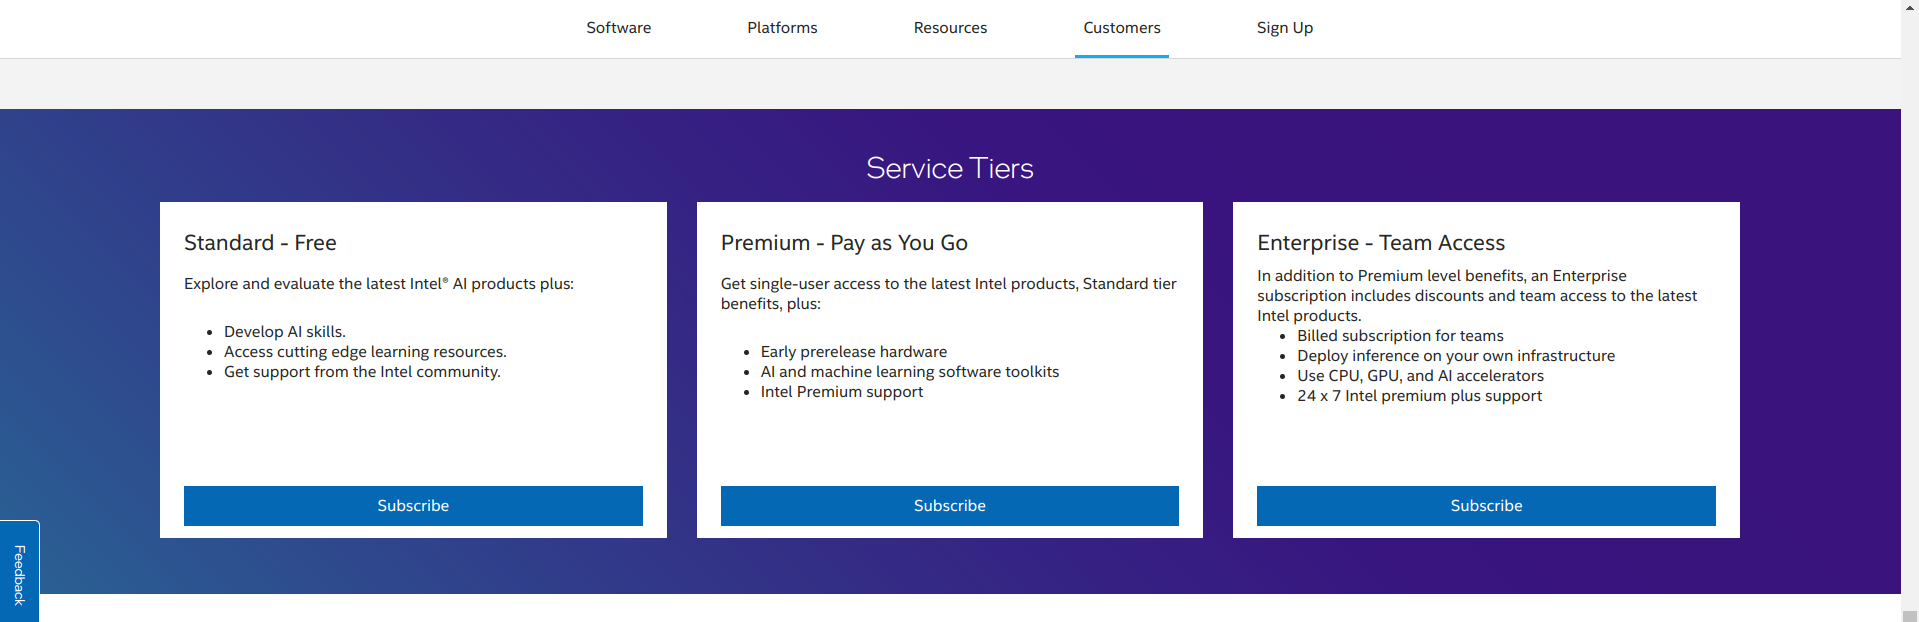 Software
Platforms
Resources
Customers
Sign Up
Service Tiers
Standard - Free
Explore and evaluate the latest Intel® AI products plus:
• Develop AI skills.
• Access cutting edge learning resources.
• Get support from the Intel community.
Subscribe
Premium - Pay as You Go
Get single-user access to the latest Intel products, Standard tier
benefits, plus:
• Early prerelease hardware
• AI and machine learning software toolkits
• Intel Premium support
Subscribe
Enterprise - Team Access
In addition to Premium level benefits, an Enterprise
subscription includes discounts and team access to the latest
Intel products.
• Billed subscription for teams
• Deploy inference on your own infrastructure
• Use CPU, GPU, and AI accelerators
• 24 x 7 Intel premium plus support
Subscribe
Feedback